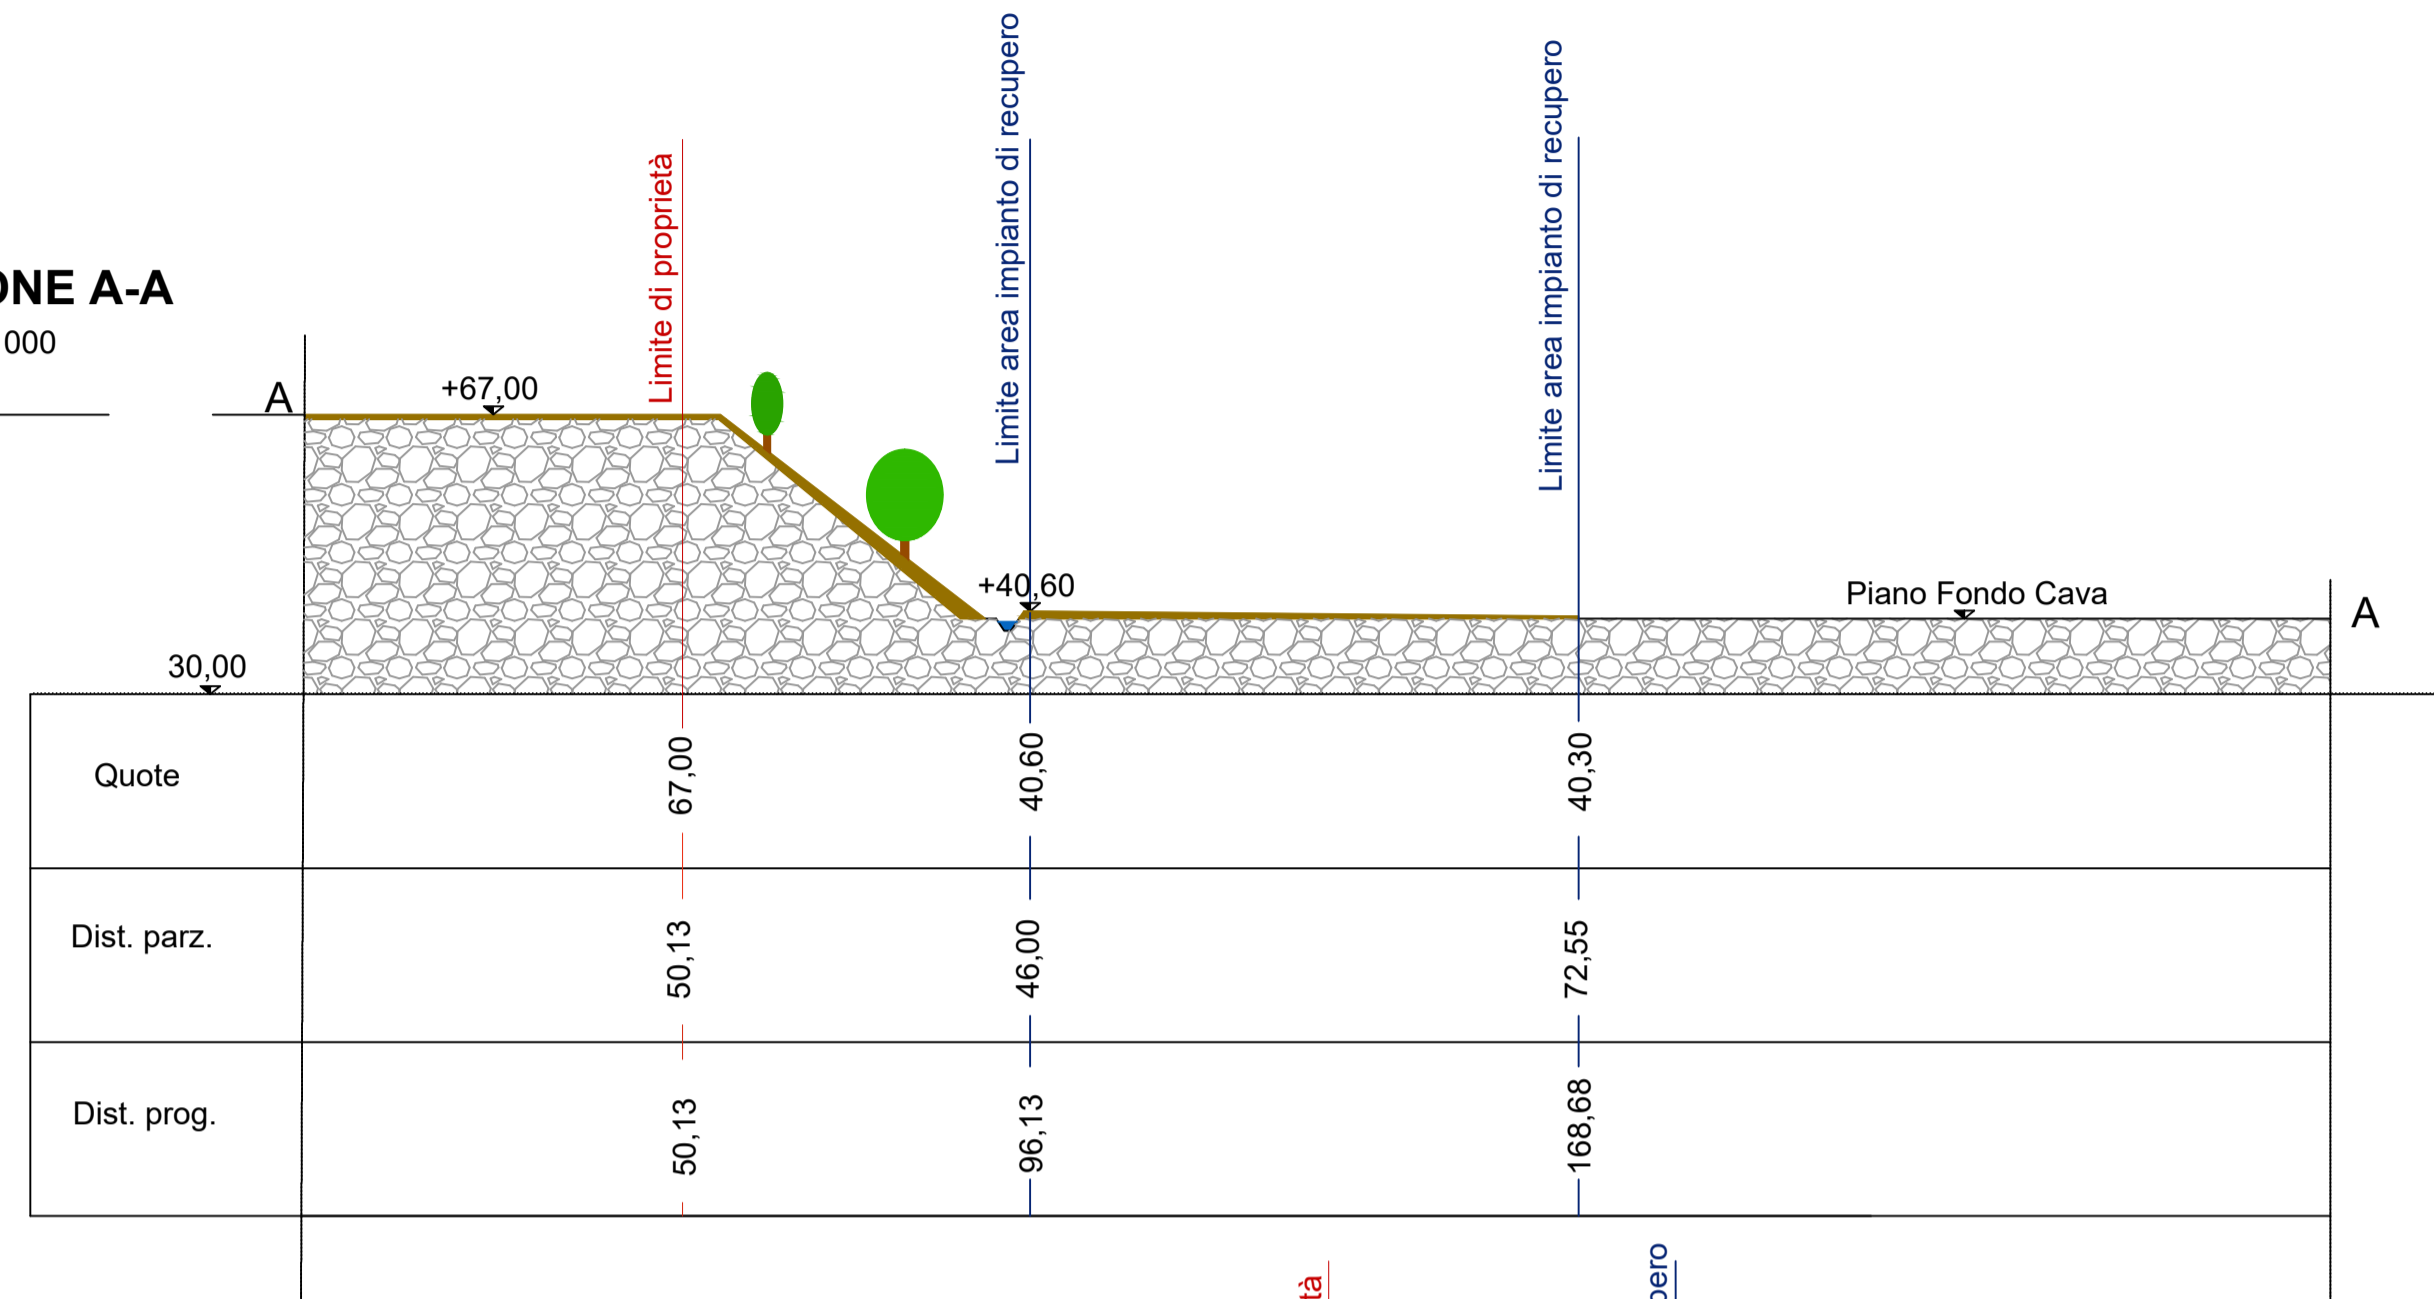 ONE A-A
000
Limite di proprietà
Limite area impianto di recupero
Limite area impianto di recupero
A
+67,00
+40,60
Piano Fondo Cava
A
30,00
Quote
67,00
40,60
40,30
Dist. parz.
50,13
46,00
72,55
Dist. prog.
50,13
96,13
168,68
tà
pero